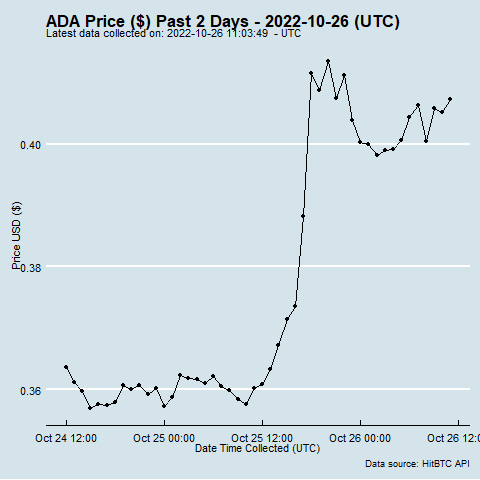 ADA Price ($) Past 2 Days - 2022-10-26 (UTC)
Latest data collected on: 2022-10-26 11:03:49 - UTC
0.40
0.38
0.36
Price USD ($)
Oct 24 12:00 Oct 25 00:00 Oct 25 12:00 Oct 26 00:00 Oct 26 12:0
Date Time Collected (UTC)
Data source: HitBTC API